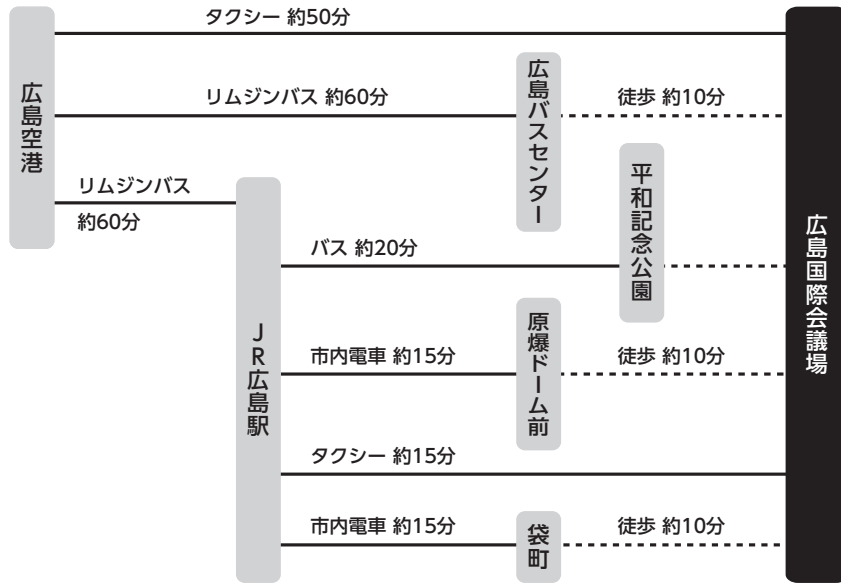 タクシー 約50分
広島空港
リムジンバス 約60分
広島バスセンター
徒歩 約10分
リムジンバス
約60分
JR広島駅
バス 約20分
平和記念公園
市内電車 約15分
原爆ドーム前
徒歩 約10分
タクシー 約15分
市内電車 約15分
袋町
徒歩 約10分
広島国際会議場